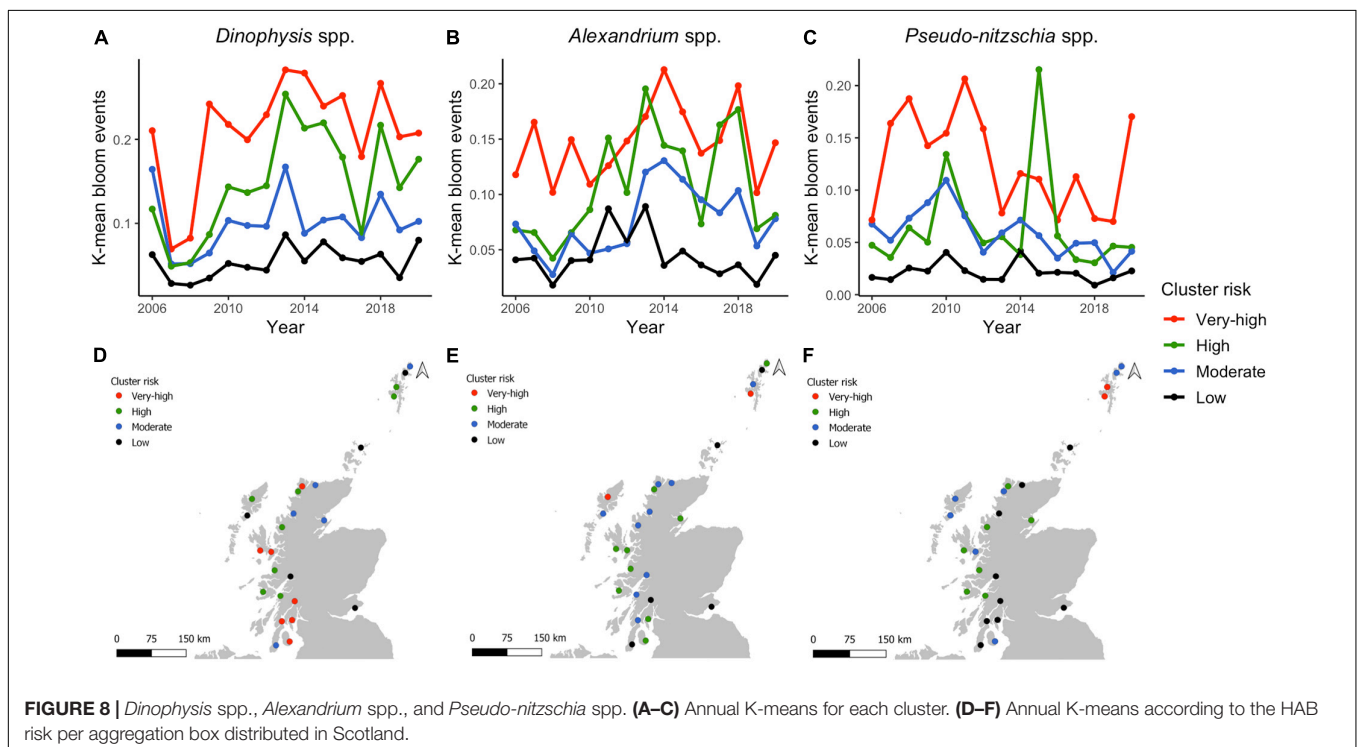 A Dinophysis spp.
B Alexandrium spp.
C Pseudo-nitzschia spp.
K-mean bloom events
0.2
0.1
2006 2010 2014 2018
Year
K-mean bloom events
0.20
0.15
0.10
0.05
2006 2010 2014 2018
Year
K-mean bloom events
0.20
0.15
0.10
0.05
0.00
2006 2010 2014 2018
Year
Cluster risk
Very-high
High
Moderate
Low
D
Cluster risk
Very-high
High
Moderate
Low
0 75 150 km
E
Cluster risk
Very-high
High
Moderate
Low
0 75 150 km
F
Cluster risk
Very-high
High
Moderate
Low
0 75 150 km
FIGURE 8 | Dinophysis spp., Alexandrium spp., and Pseudo-nitzschia spp. (A–C) Annual K-means for each cluster. (D–F) Annual K-means according to the HAB
risk per aggregation box distributed in Scotland.